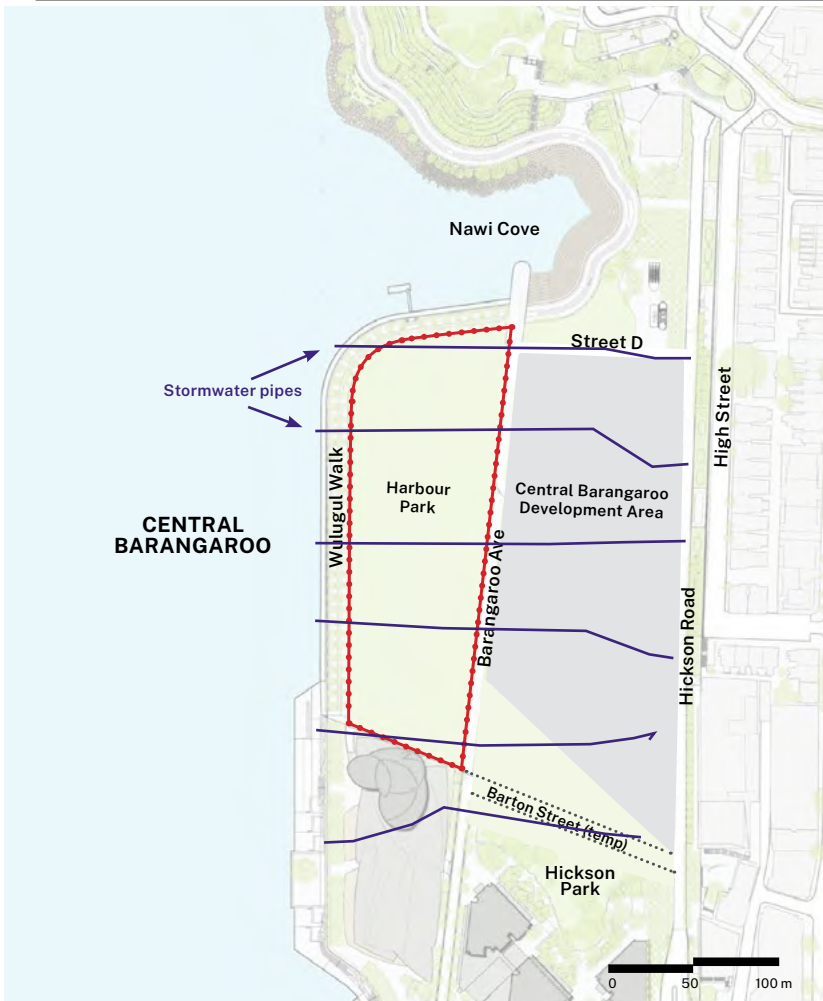 Nawi Cove
Street D
Stormwater pipes
High Street
Wulugul Walk
Harbour
Park
Central Barangaroo
Development Area
CENTRAL
BARANGAROO
Barangaroo Ave
Hickson Road
Barton Street (temp)
Hickson
Park
0 50 100 m